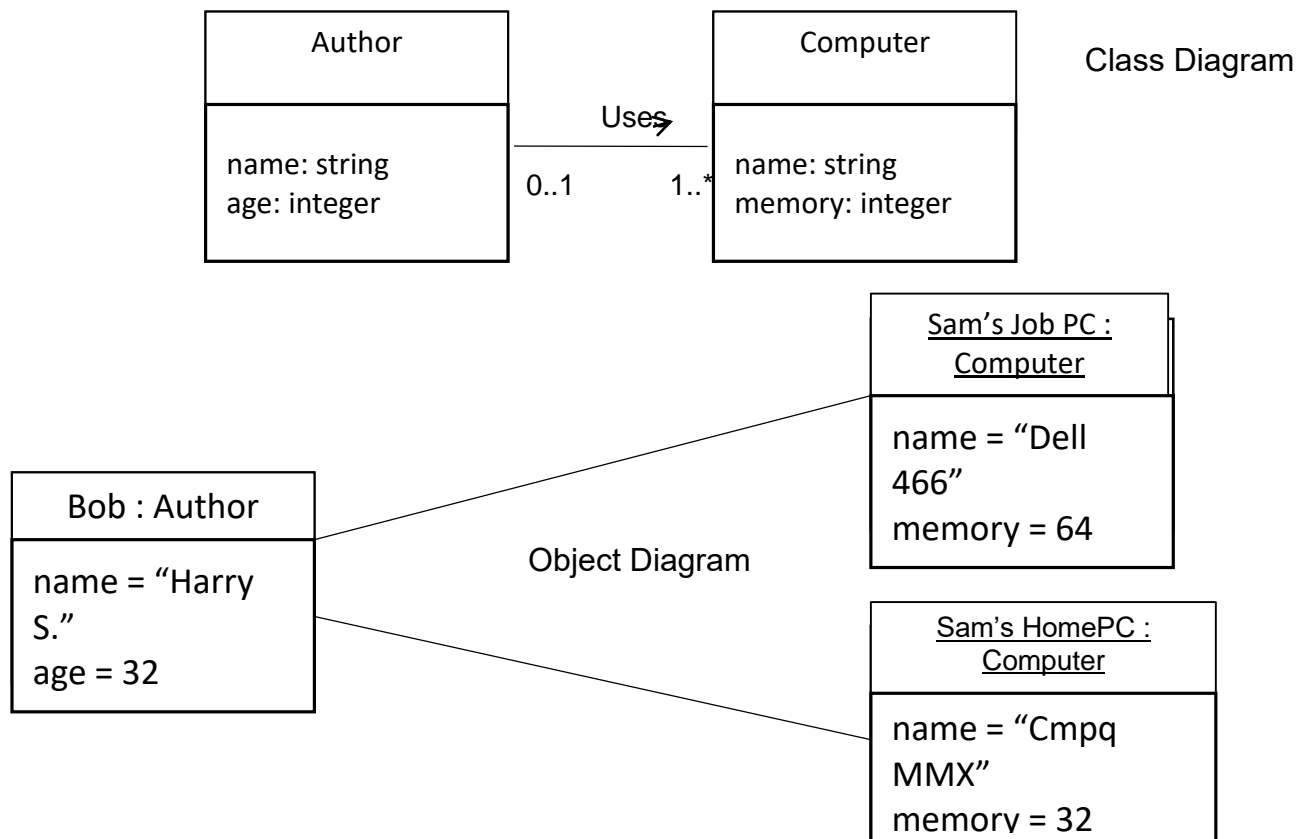 Author
Computer
Class Diagram
Uses
name: string
age: integer
0..1
1..*
name: string
memory: integer
Sam’s Job PC :
Computer
name = “Dell
466”
memory = 64
Bob : Author
name = “Harry
S.”
age = 32
Object Diagram
Sam’s HomePC :
Computer
name = “Cmpq
MMX”
memory = 32